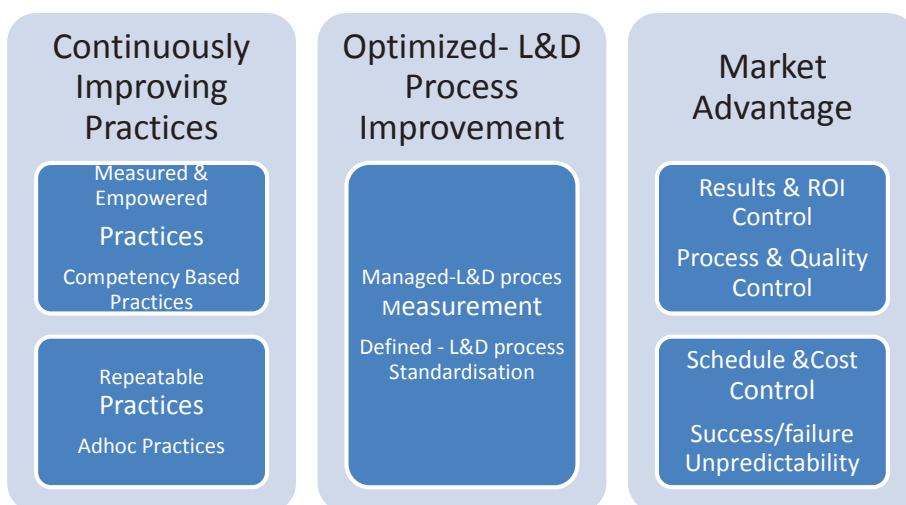 Continuously
Improving
Practices
Measured &
Empowered
Practices
Competency Based
Practices
Repeatable
Practices
Adhoc Practices
Optimized- L&D
Process
Improvement
Managed-L&D proces
Measurement
Defined - L&D process
Standardisation
Market
Advantage
Results & ROI
Control
Process & Quality
Control
Schedule &Cost
Control
Success/failure
Unpredictability